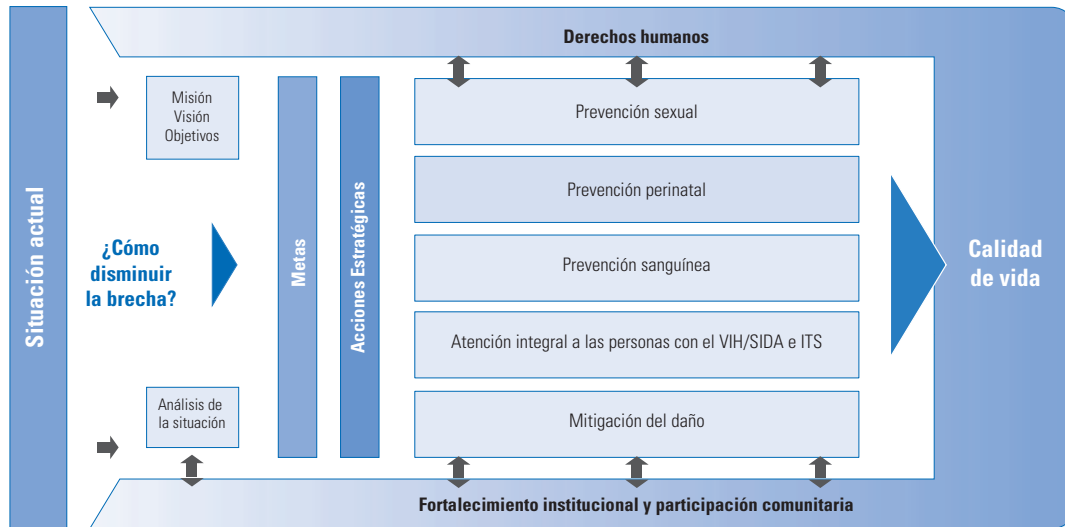 Derechos humanos
Situación actual
Misión
Visión
Objetivos
¿Cómo
disminuir
la brecha?
Análisis de
la situación
Metas
Acciones Estratégicas
Prevención sexual
Prevención perinatal
Prevención sanguínea
Atención integral a las personas con el VIH/SIDA e ITS
Mitigación del daño
Calidad
de vida
Fortalecimiento institucional y participación comunitaria